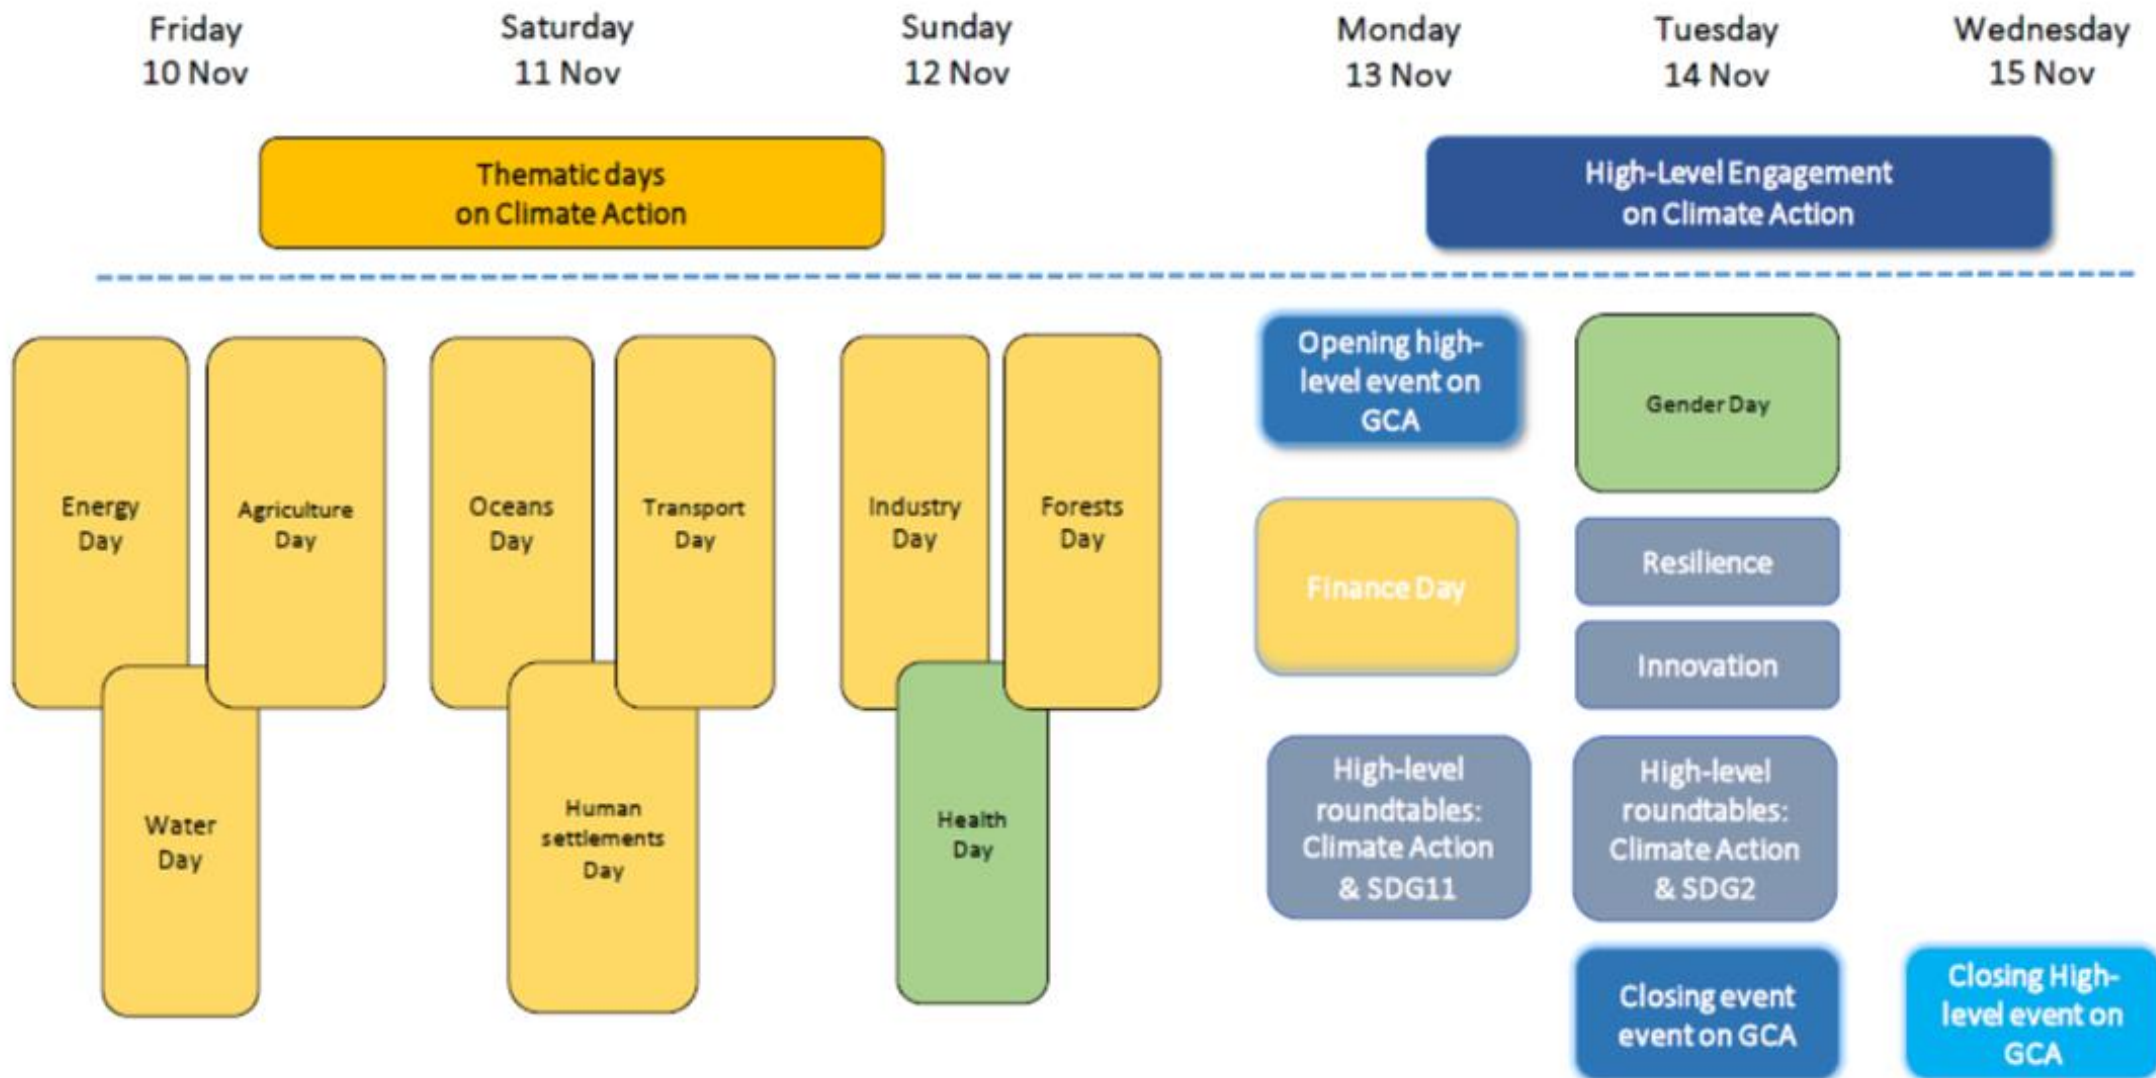 Friday
10 Nov
Saturday
11 Nov
Sunday
12 Nov
Monday
13 Nov
Tuesday
14 Nov
Wednesday
15 Nov
Thematic days
on Climate Action
High-Level Engagement
on Climate Action
Energy
Day
Agriculture
Day
Water
Day
Oceans
Day
Transport
Day
Human
settlements
Day
Industry
Day
Forests
Day
Health
Day
Opening high-
level event on
GCA
Finance Day
High-level
roundtables:
Climate Action
& SDG11
Gender Day
Resilience
Innovation
High-level
roundtables:
Climate Action
& SDG2
Closing event
event on GCA
Closing High-
level event on
GCA